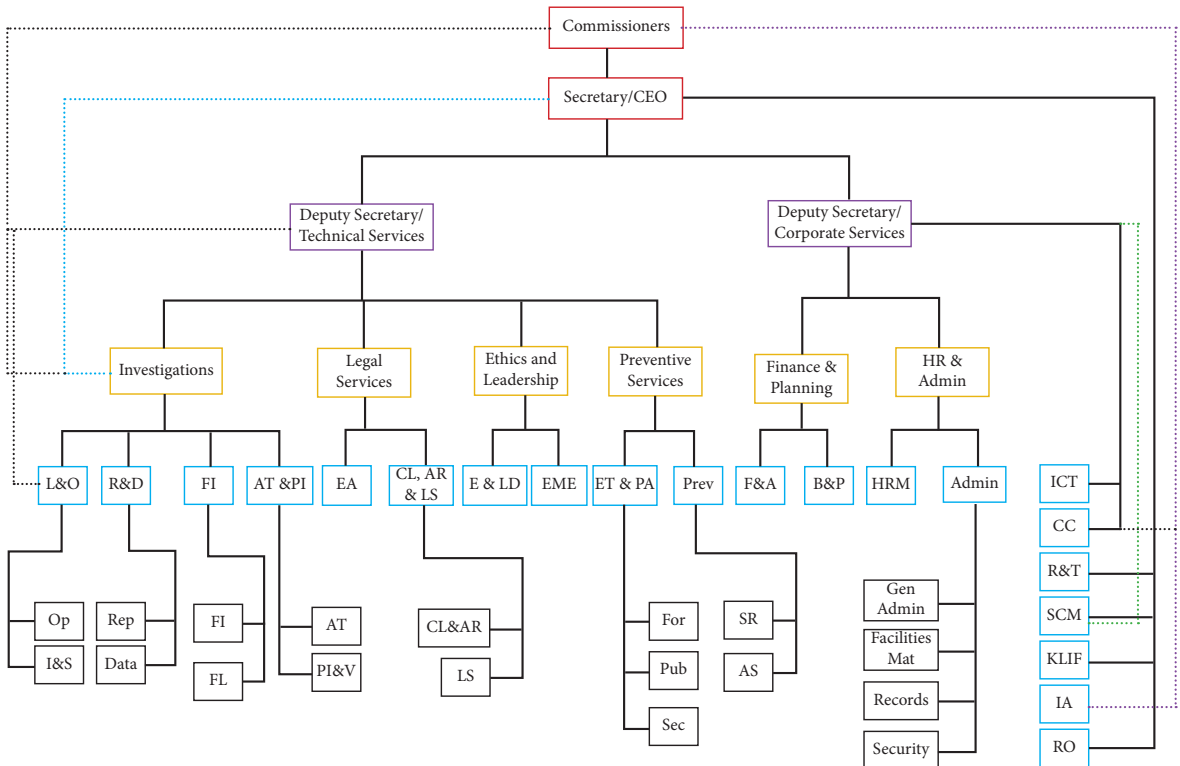 Commissioners
Secretary/CEO
Deputy Secretary/
Technical Services
Deputy Secretary/
Corporate Services
Investigations
Legal
Services
Ethics and
Leadership
Preventive
Services
Finance &
Planning
HR &
Admin
L&O
R&D
FI
AT &PI
EA
CL, AR
& LS
E & LD
EME
ET & PA
Prev
F&A
B&P
HRM
Admin
ICT
CC
R&T
SCM
KLIF
IA
RO
Op
I&S
Rep
Data
FI
FL
AT
PI&V
CL&AR
LS
For
Pub
Sec
SR
AS
Gen
Admin
Facilities
Mat
Records
Security